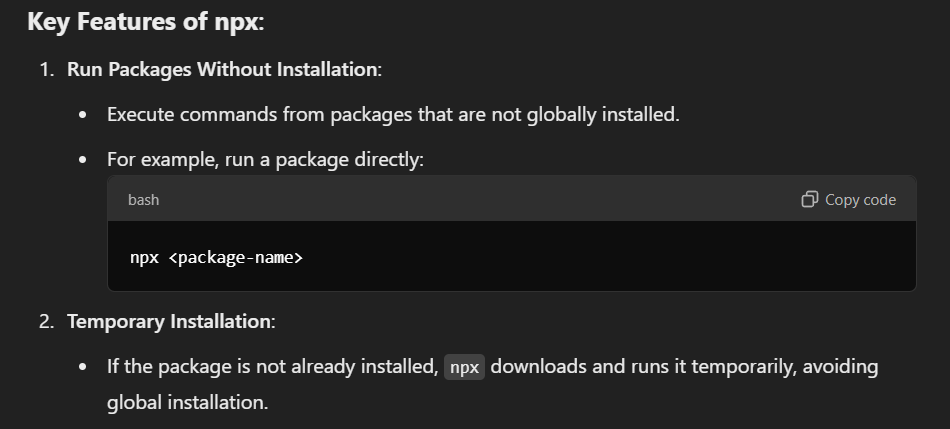 Key Features of npx:
1. Run Packages Without Installation:
• Execute commands from packages that are not globally installed.
• For example, run a package directly:
bash
Copy code
npx <package-name>
2. Temporary Installation:
• If the package is not already installed, npx downloads and runs it temporarily, avoiding
global installation.